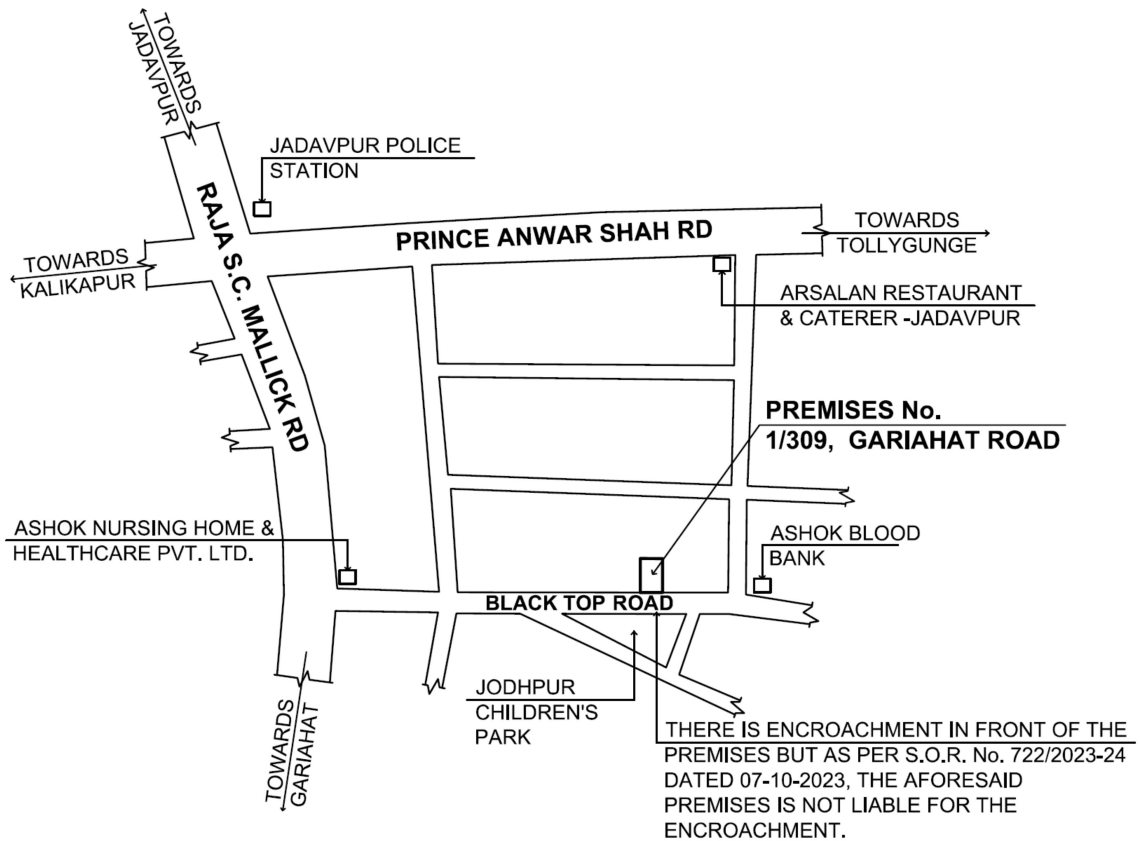 TOWARDS
JADAVPUR
JADAVPUR POLICE
STATION
RAJA S.C. MALLICK RD
PRINCE ANWAR SHAH RD
TOWARDS
TOLLYGUNGE
TOWARDS
KALIKAPUR
ARSALAN RESTAURANT
& CATERER -JADAVPUR
PREMISES No.
1/309, GARIAHAT ROAD
ASHOK NURSING HOME &
HEALTHCARE PVT. LTD.
ASHOK BLOOD
BANK
BLACK TOP ROAD
JODHPUR
CHILDREN'S
PARK
TOWARDS
GARIAHAT
THERE IS ENCROACHMENT IN FRONT OF THE
PREMISES BUT AS PER S.O.R. No. 722/2023-24
DATED 07-10-2023, THE AFORESAID
PREMISES IS NOT LIABLE FOR THE
ENCROACHMENT.